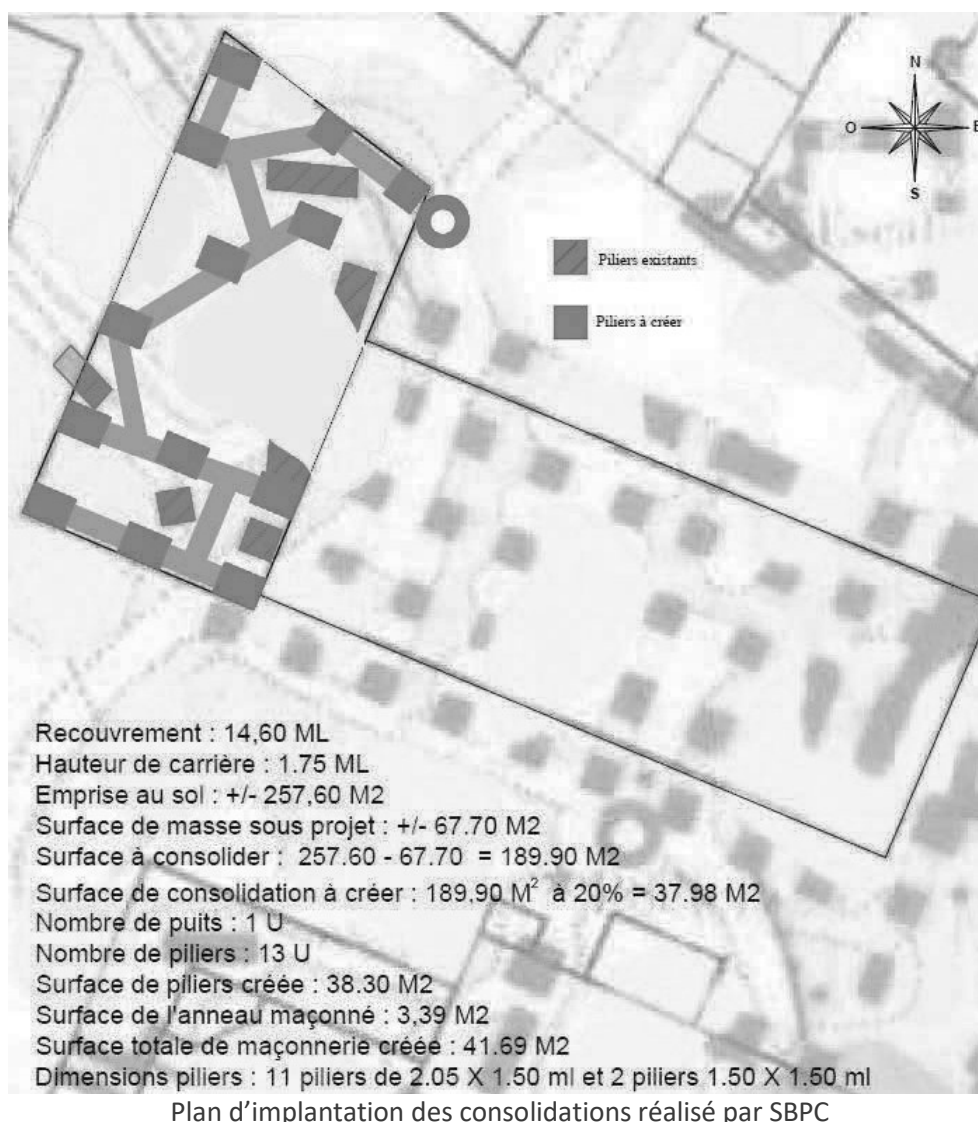 N
O
E
S
Piliers existants
Piliers à créer
Recouvrement : 14,60 ML
Hauteur de carrière : 1.75 ML
Emprise au sol : +/- 257,60 M2
Surface de masse sous projet : +/- 67.70 M2
Surface à consolider : 257.60 - 67.70 = 189.90 M2
Surface de consolidation à créer : 189,90 M² à 20% = 37.98 M2
Nombre de puits : 1 U
Nombre de piliers : 13 U
Surface de piliers créée : 38.30 M2
Surface de l'anneau maçonné : 3,39 M2
Surface totale de maçonnerie créée : 41.69 M2
Dimensions piliers : 11 piliers de 2.05 X 1.50 ml et 2 piliers 1.50 X 1.50 ml
Plan d’implantation des consolidations réalisé par SBPC